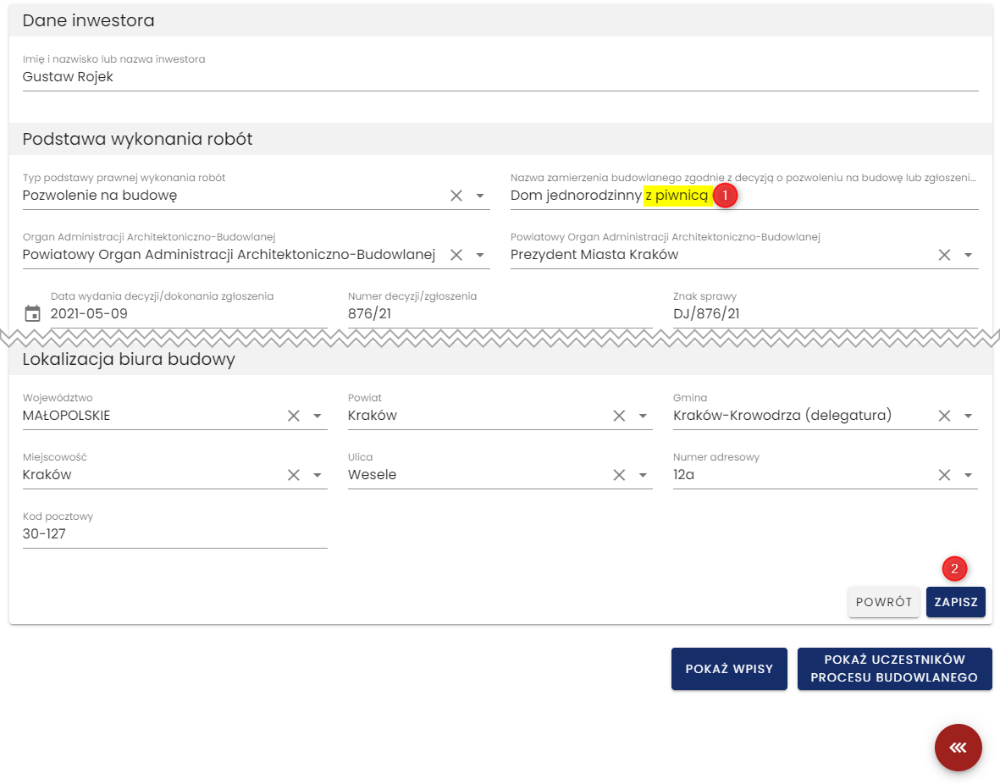 Dane inwestora
Imię i nazwisko lub nazwa inwestora
Gustaw Rojek
Podstawa wykonania robót
Typ podstawy prawnej wykonania robót
Pozwolenie na budowę
Nazwa zamierzenia budowlanego zgodnie z decyzją o pozwoleniu na budowę lub zgłoszeni...
Dom jednorodzinny z piwnicą 1
Organ Administracji Architektoniczno-Budowlanej
Powiatowy Organ Administracji Architektoniczno-Budowlanej
Powiatowy Organ Administracji Architektoniczno-Budowlanej
Prezydent Miasta Kraków
Data wydania decyzji/dokonania zgłoszenia
2021-05-09
Numer decyzji/zgłoszenia
876/21
Znak sprawy
DJ/876/21
Lokalizacja biura budowy
Województwo
MAŁOPOLSKIE
Powiat
Kraków
Gmina
Kraków-Krowodrza (delegatura)
Miejscowość
Kraków
Ulica
Wesele
Numer adresowy
12a
Kod pocztowy
30-127
2
POWRÓT
ZAPISZ
POKAŻ WPISY
POKAŻ UCZESTNIKÓW
PROCESU BUDOWLANEGO